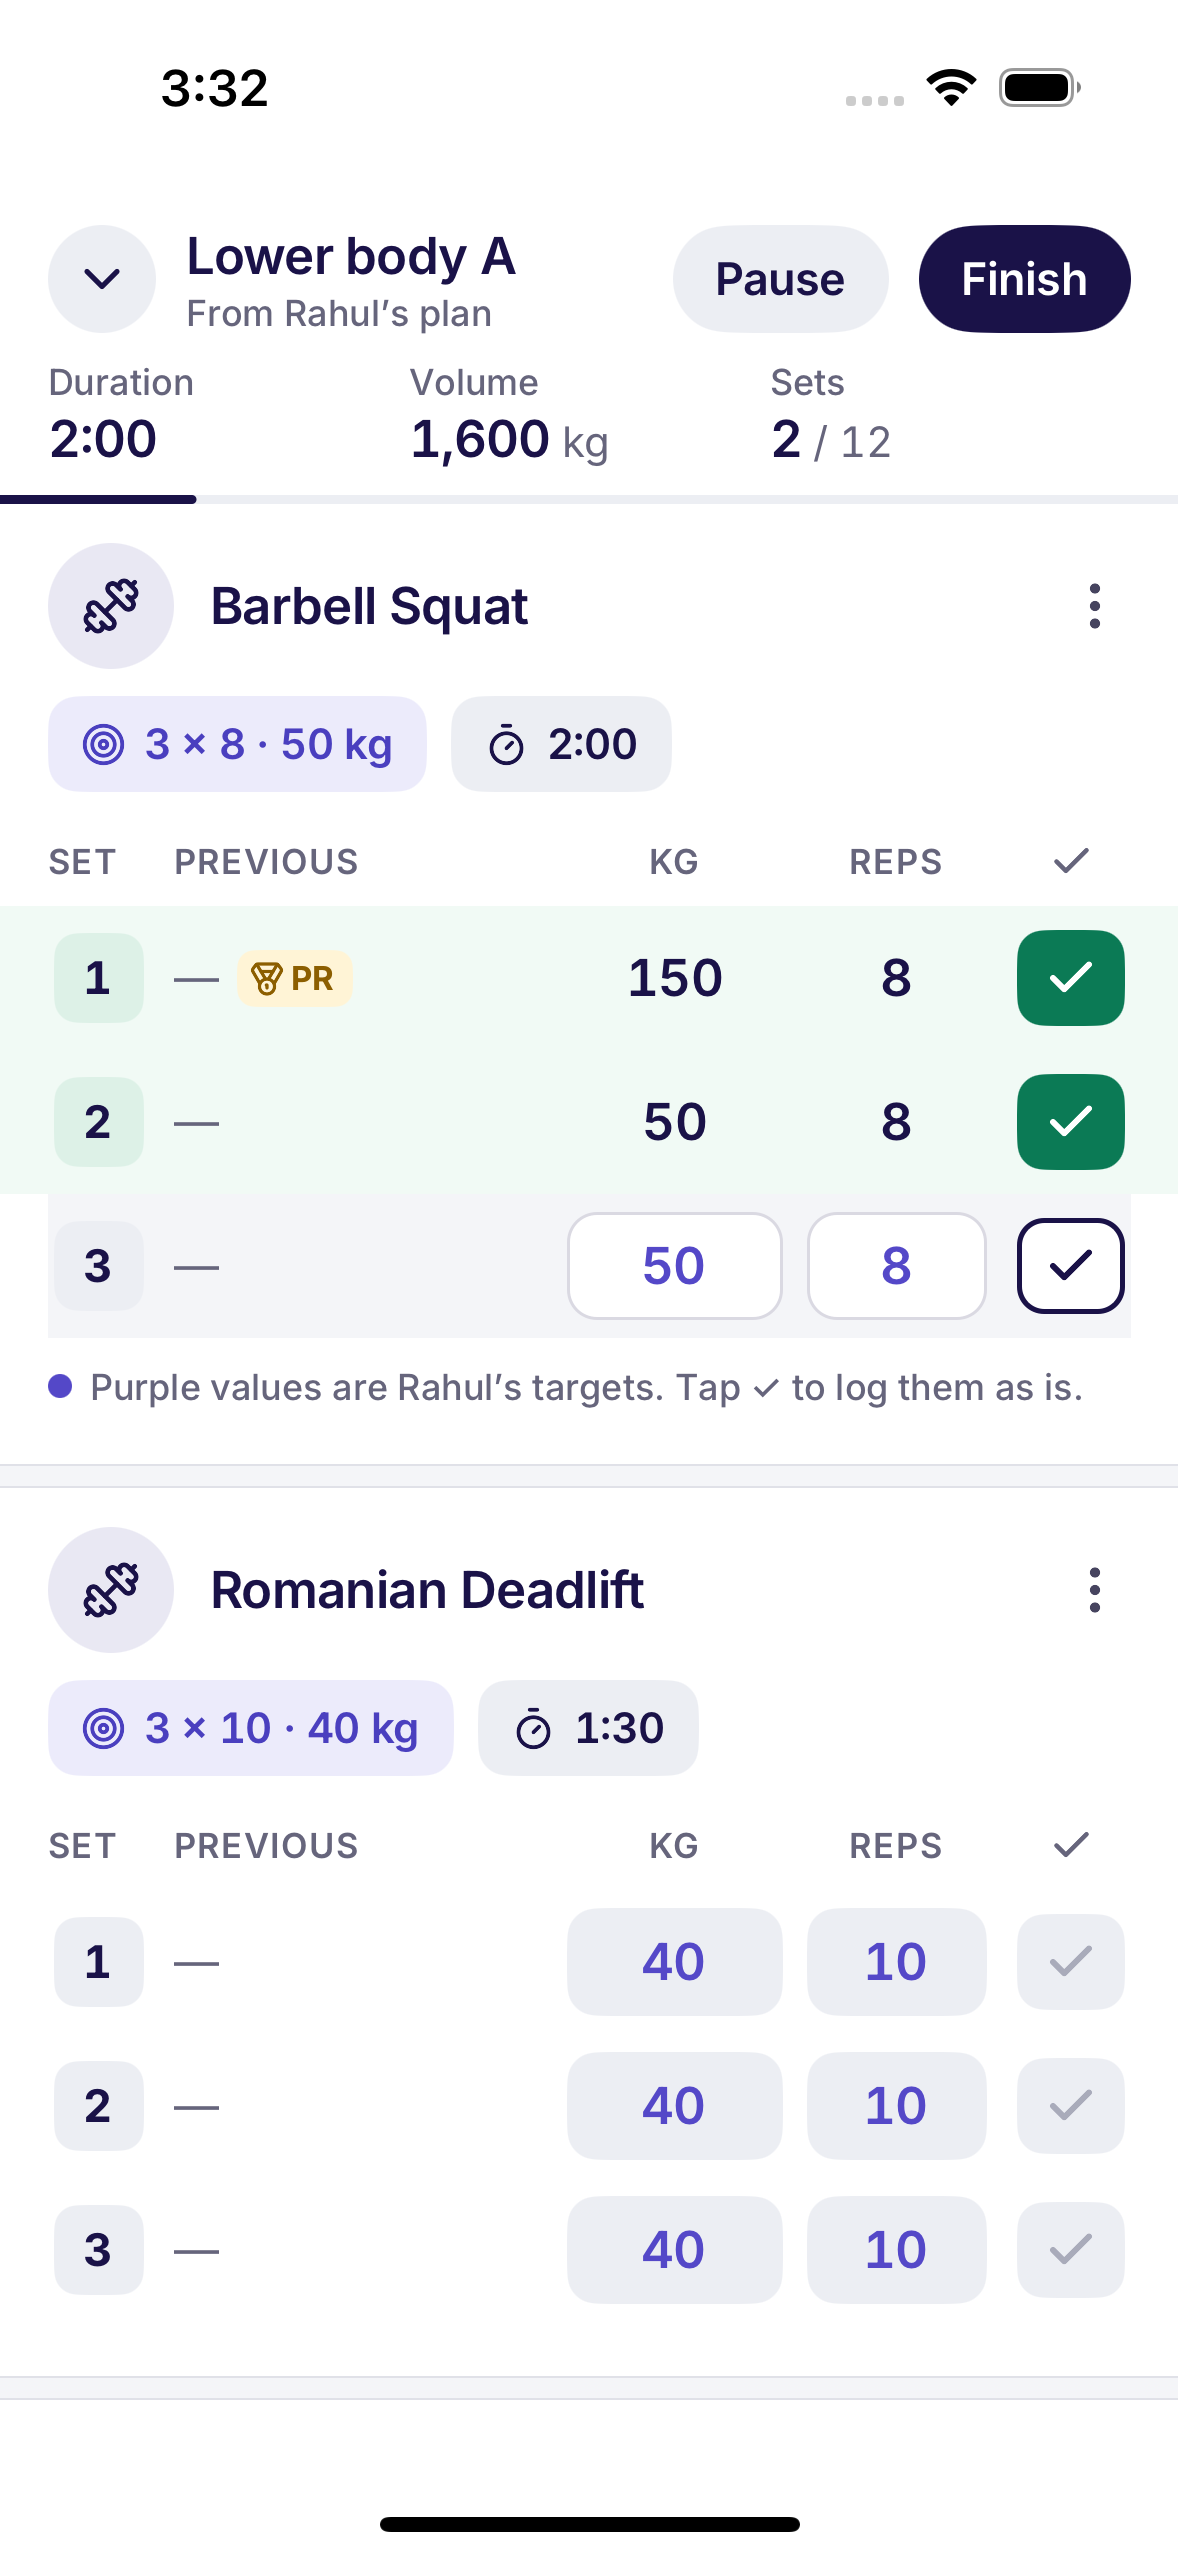 3:32
Lower body A
From Rahul’s plan
Pause
Finish
Duration
Volume
Sets
2:00
1,600 kg
2 / 12
Barbell Squat
3 × 8 · 50 kg
2:00
SET PREVIOUS KG REPS ✓
1 — PR 150 8 ✓
2 — 50 8 ✓
3 — 50 8 ✓
Purple values are Rahul’s targets. Tap ✓ to log them as is.
Romanian Deadlift
3 × 10 · 40 kg
1:30
SET PREVIOUS KG REPS ✓
1 — 40 10 ✓
2 — 40 10 ✓
3 — 40 10 ✓